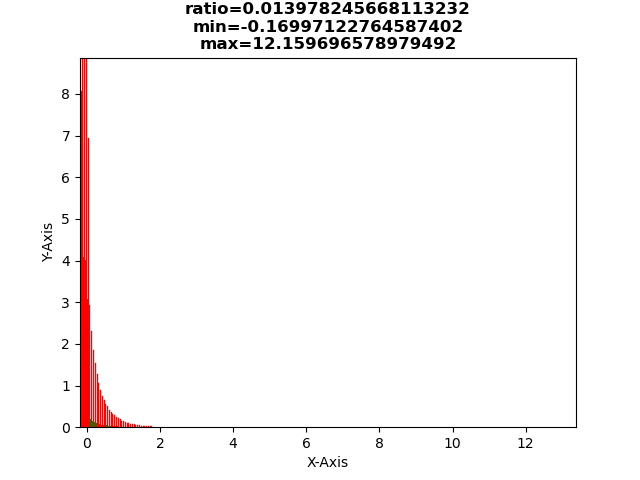 ratio=0.013978245668113232
min=-0.16997122764587402
max=12.159696578979492
8
7
6
5
4
3
2
1
0
Y-Axis
0 2 4 6 8 10 12
X-Axis